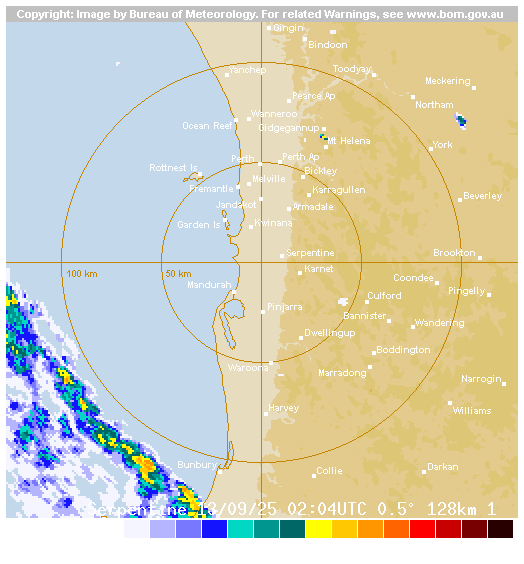 Copyright: Image by Bureau of Meteorology. For related Warnings, see www.bom.gov.au
Gingin
Bindoon
Yanchep
Toodyay
Meckering
Pearce Ap
Northam
Wanneroo
Ocean Reef
Gidgegannup
Mt Helena
York
Perth
Perth Ap
Rottnest Is
Bickley
Melville
Fremantle
Karragullen
Beverley
Jandakot
Armadale
Garden Is
Kwinana
Serpentine
Brookton
100 km
50 km
Karnet
Coondee
Mandurah
Cufford
Pingelly
Pinjarra
Bannister
Wandering
Dwellingup
Boddington
Waroona
Marradong
Narrogin
Harvey
Williams
Bunbury
Collie
Darkan
Serpentine 13/09/25 02:04UTC 0.5° 128km 1